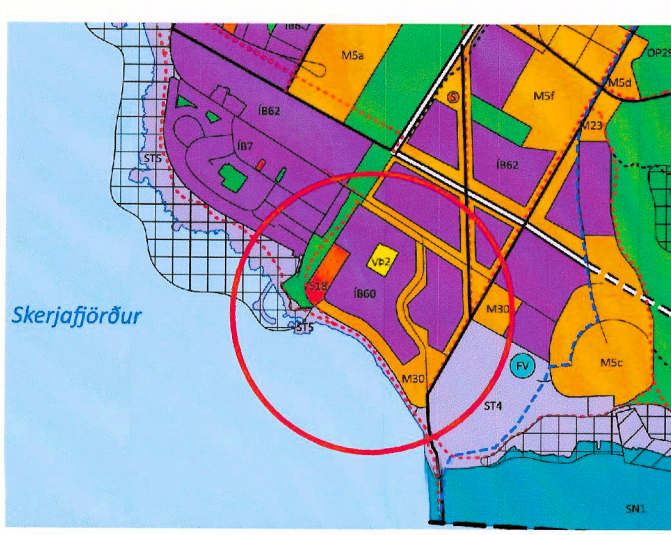 ÍB6
M5a
OP29
M5d
M5f
S
M23
ÍB62
ÍB7
ST5
ÍB62
VÞ2
S18
ÍB60
Skerjafjörður
M30
ST5
FV
M5c
M30
ST4
SN1